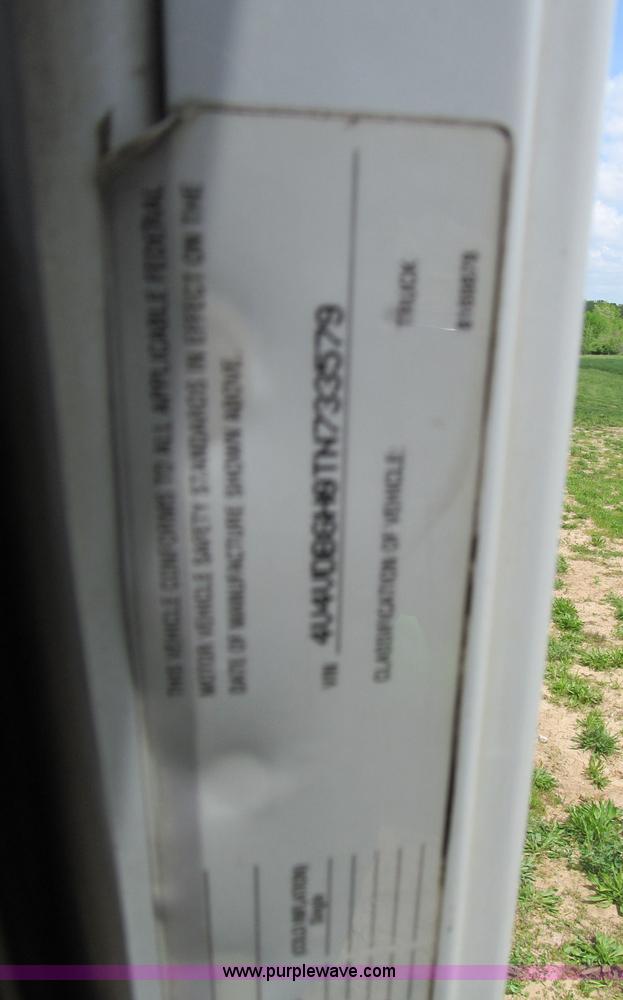 THIS VEHICLE CONFORMS TO ALL APPLICABLE FEDERAL
MOTOR VEHICLE SAFETY STANDARDS IN EFFECT ON THE
DATE OF MANUFACTURE SHOWN ABOVE.
VIN 4V4VDBGH0TN733579
CLASSIFICATION OF VEHICLE: TRUCK
www.purplewave.com